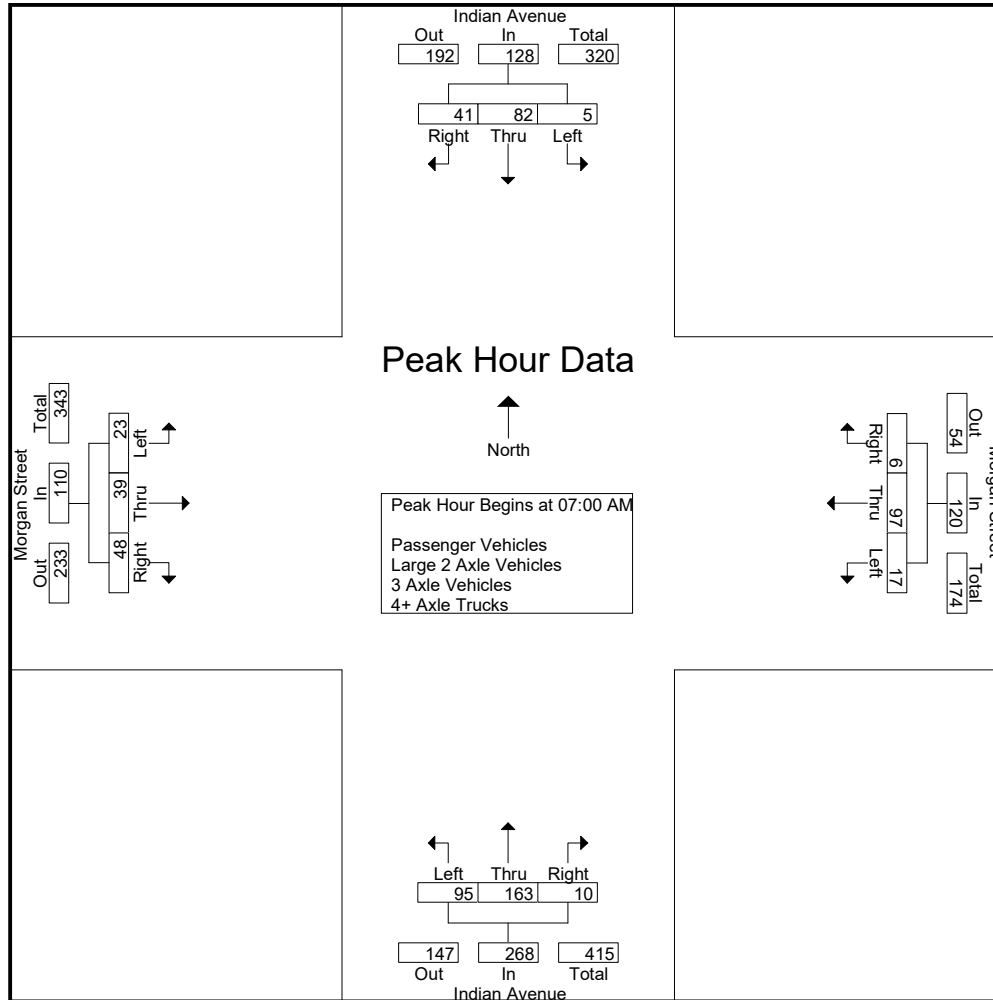 Indian Avenue
Out In Total
192 128 320
41 82 5
Right Thru Left
Peak Hour Data
North
Peak Hour Begins at 07:00 AM
Passenger Vehicles
Large 2 Axle Vehicles
3 Axle Vehicles
4+ Axle Trucks
Morgan Street
Out In Total
233 110 343
48 39 23
Right Thru Left
Out In Total
54 120 174
6 97 17
Right Thru Left
Left Thru Right
95 163 10
147 268 415
Out In Total
Indian Avenue